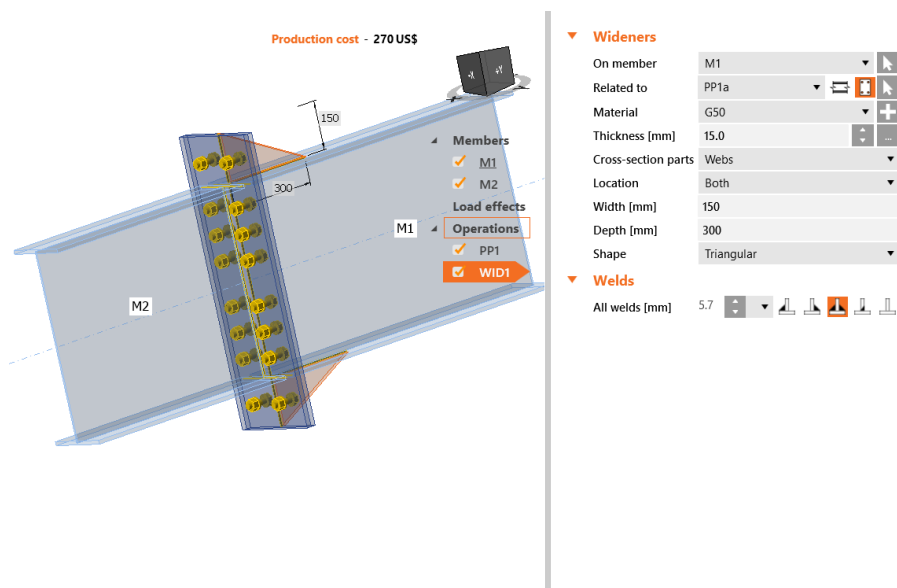 Production cost - 270 US$
+X
+Y
150
300
M1
M2
Members
M1
M2
Load effects
Operations
PP1
WID1
Wideners
On member M1
Related to PP1a
Material G50
Thickness [mm] 15.0 ...
Cross-section parts Webs
Location Both
Width [mm] 150
Depth [mm] 300
Shape Triangular
Welds
All welds [mm] 5.7